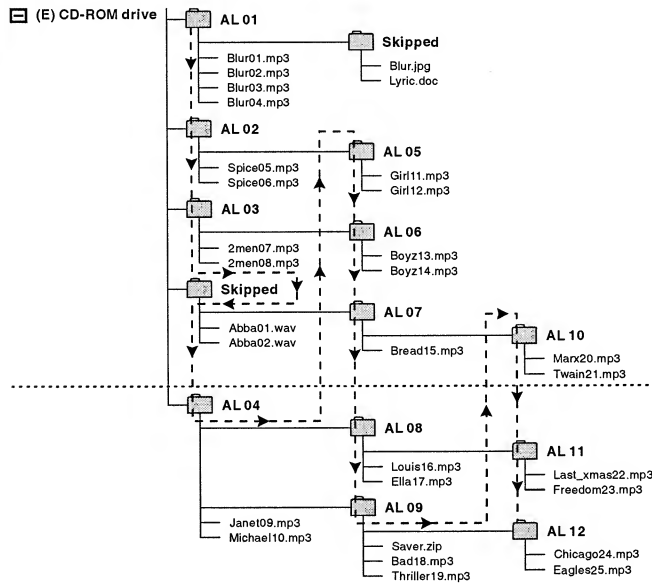 (E) CD-ROM drive
AL 01
Blur01.mp3
Blur02.mp3
Blur03.mp3
Blur04.mp3
Skipped
Blur.jpg
Lyric.doc
AL 02
Spice05.mp3
Spice06.mp3
AL 05
Girl11.mp3
Girl12.mp3
AL 03
2men07.mp3
2men08.mp3
AL 06
Boyz13.mp3
Boyz14.mp3
Skipped
Abba01.wav
Abba02.wav
AL 07
Bread15.mp3
AL 10
Marx20.mp3
Twain21.mp3
AL 04
Janet09.mp3
Michael10.mp3
AL 08
Louis16.mp3
Ella17.mp3
AL 11
Last_xmas22.mp3
Freedom23.mp3
AL 09
Saver.zip
Bad18.mp3
Thriller19.mp3
AL 12
Chicago24.mp3
Eagles25.mp3